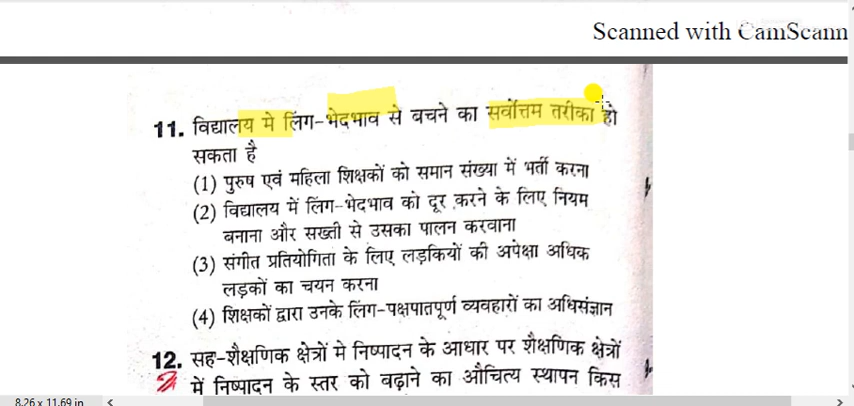 Scanned with CamScann
11. विद्यालय मे लिंग-भेदभाव से बचने का सर्वोत्तम तरीका हो
सकता है
(1) पुरुष एवं महिला शिक्षकों को समान संख्या में भर्ती करना
(2) विद्यालय में लिंग-भेदभाव को दूर करने के लिए नियम
बनाना और सख्ती से उसका पालन करवाना
(3) संगीत प्रतियोगिता के लिए लड़कियों की अपेक्षा अधिक
लड़कों का चयन करना
(4) शिक्षकों द्वारा उनके लिंग-पक्षपातपूर्ण व्यवहारों का अधिसंज्ञान
12. सह-शैक्षणिक क्षेत्रों मे निष्पादन के आधार पर शैक्षणिक क्षेत्रों
में निष्पादन के स्तर को बढ़ाने का औचित्य स्थापन किस
8.26 x 11.69 in